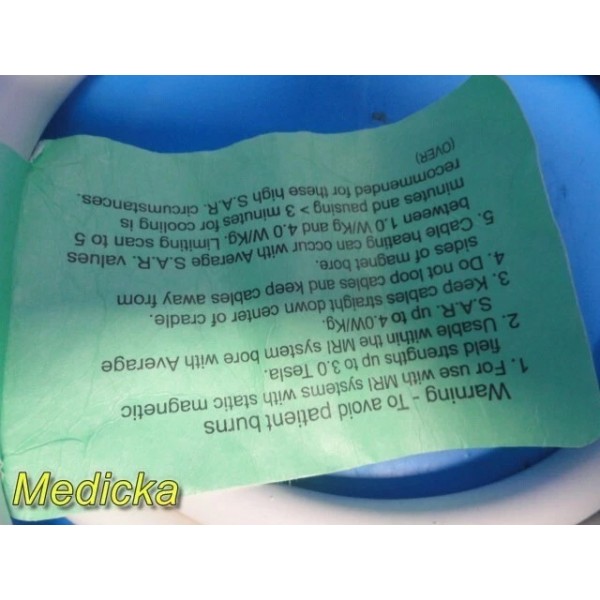 Warning - To avoid patient burns
1. For use with MRI systems with static magnetic
field strengths up to 3.0 Tesla.
2. Usable within the MRI system bore with Average
S.A.R. up to 4.0W/Kg.
3. Keep cables straight down center of cradle.
4. Do not loop cables and keep cables away from
sides of magnet bore.
5. Cable heating can occur with Average S.A.R. values
between 1.0 W/Kg and 4.0 W/Kg. Limiting scan to 5
minutes and pausing > 3 minutes for cooling is
recommended for these high S.A.R. circumstances.
(OVER)
Medicka